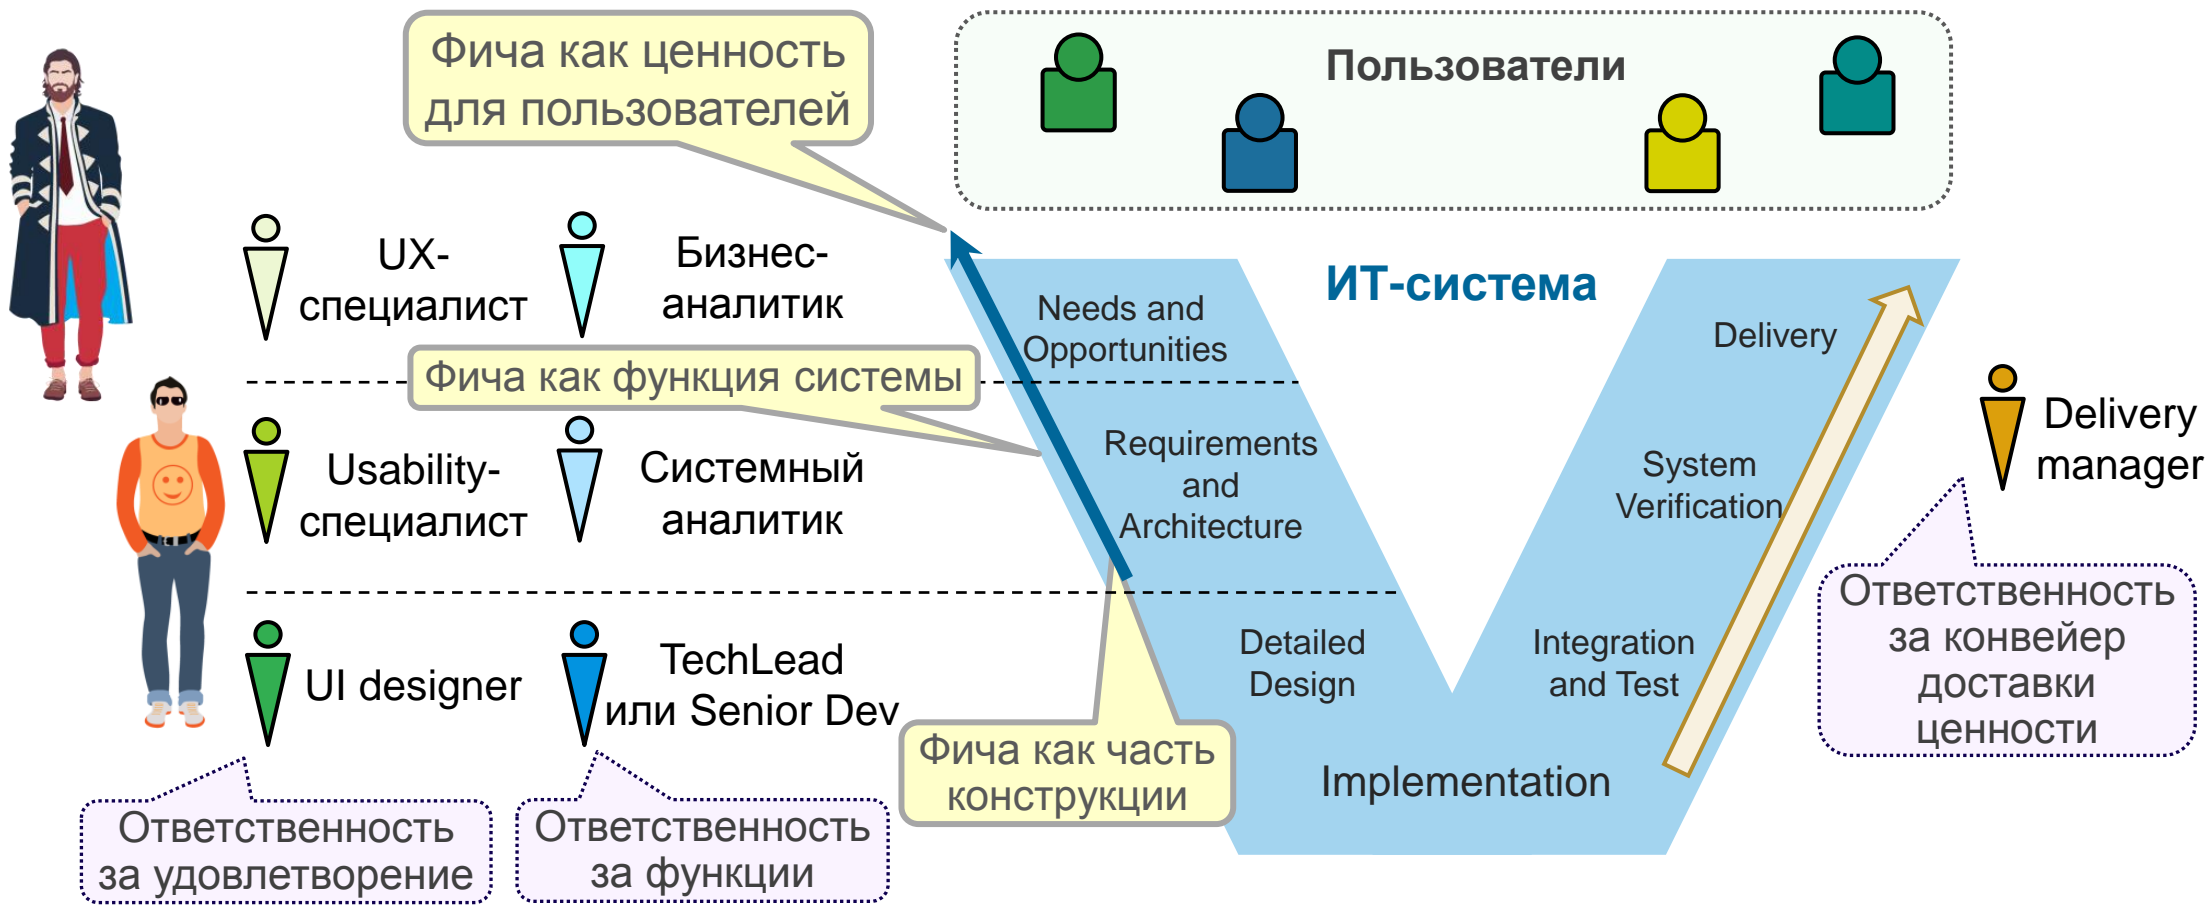 Фича как ценность
для пользователей
Пользователи
UX-
специалист
Бизнес-
аналитик
ИТ-система
Needs and
Opportunities
Delivery
Фича как функция системы
Usability-
специалист
Системный
аналитик
Requirements
and
Architecture
System
Verification
Delivery
manager
Ответственность
за конвейер
доставки
ценности
UI designer
TechLead
или Senior Dev
Detailed
Design
Integration
and Test
Фича как часть
конструкции
Implementation
Ответственность
за удовлетворение
Ответственность
за функции